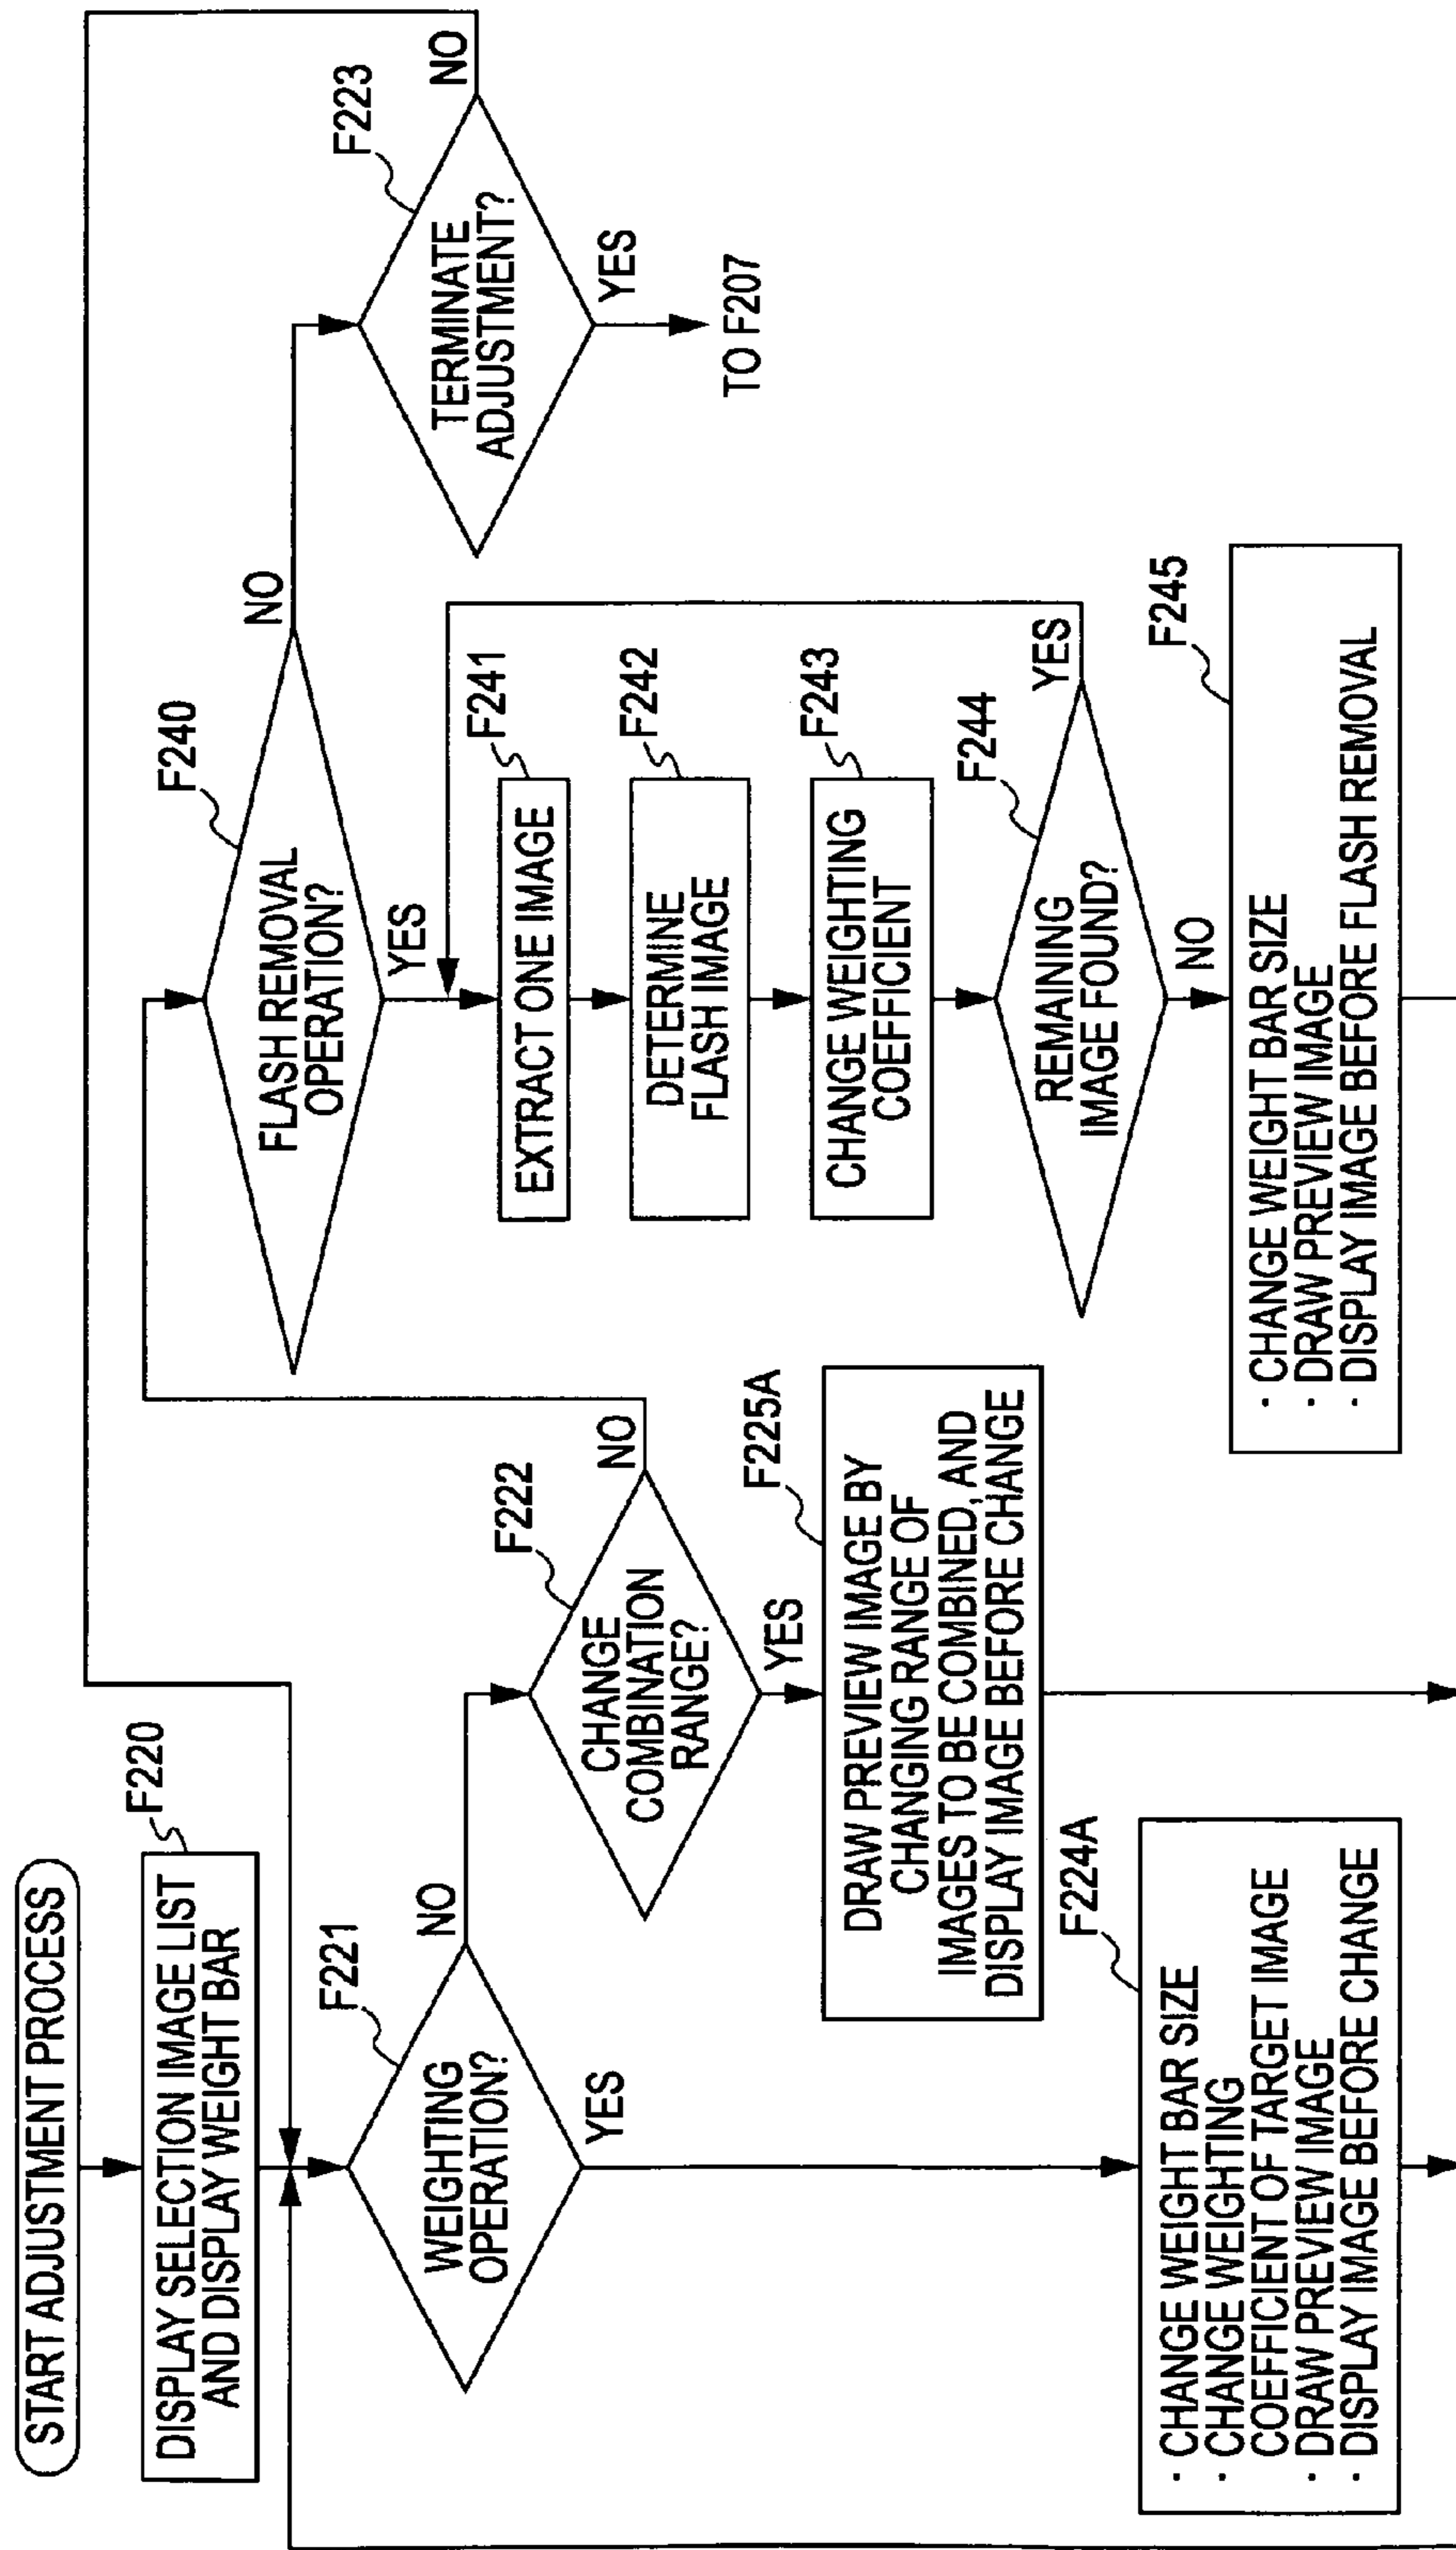 START ADJUSTMENT PROCESS
F220
DISPLAY SELECTION IMAGE LIST
AND DISPLAY WEIGHT BAR
F221
WEIGHTING
OPERATION?
NO
YES
F222
CHANGE
COMBINATION
RANGE?
NO
YES
F240
FLASH REMOVAL
OPERATION?
NO
YES
F223
TERMINATE
ADJUSTMENT?
NO
YES
TO F207
F241
EXTRACT ONE IMAGE
F242
DETERMINE
FLASH IMAGE
F243
CHANGE WEIGHTING
COEFFICIENT
F244
REMAINING
IMAGE FOUND?
YES
NO
F224A
· CHANGE WEIGHT BAR SIZE
· CHANGE WEIGHTING
COEFFICIENT OF TARGET IMAGE
· DRAW PREVIEW IMAGE
· DISPLAY IMAGE BEFORE CHANGE
F225A
DRAW PREVIEW IMAGE BY
CHANGING RANGE OF
IMAGES TO BE COMBINED, AND
DISPLAY IMAGE BEFORE CHANGE
F245
· CHANGE WEIGHT BAR SIZE
· DRAW PREVIEW IMAGE
· DISPLAY IMAGE BEFORE FLASH REMOVAL